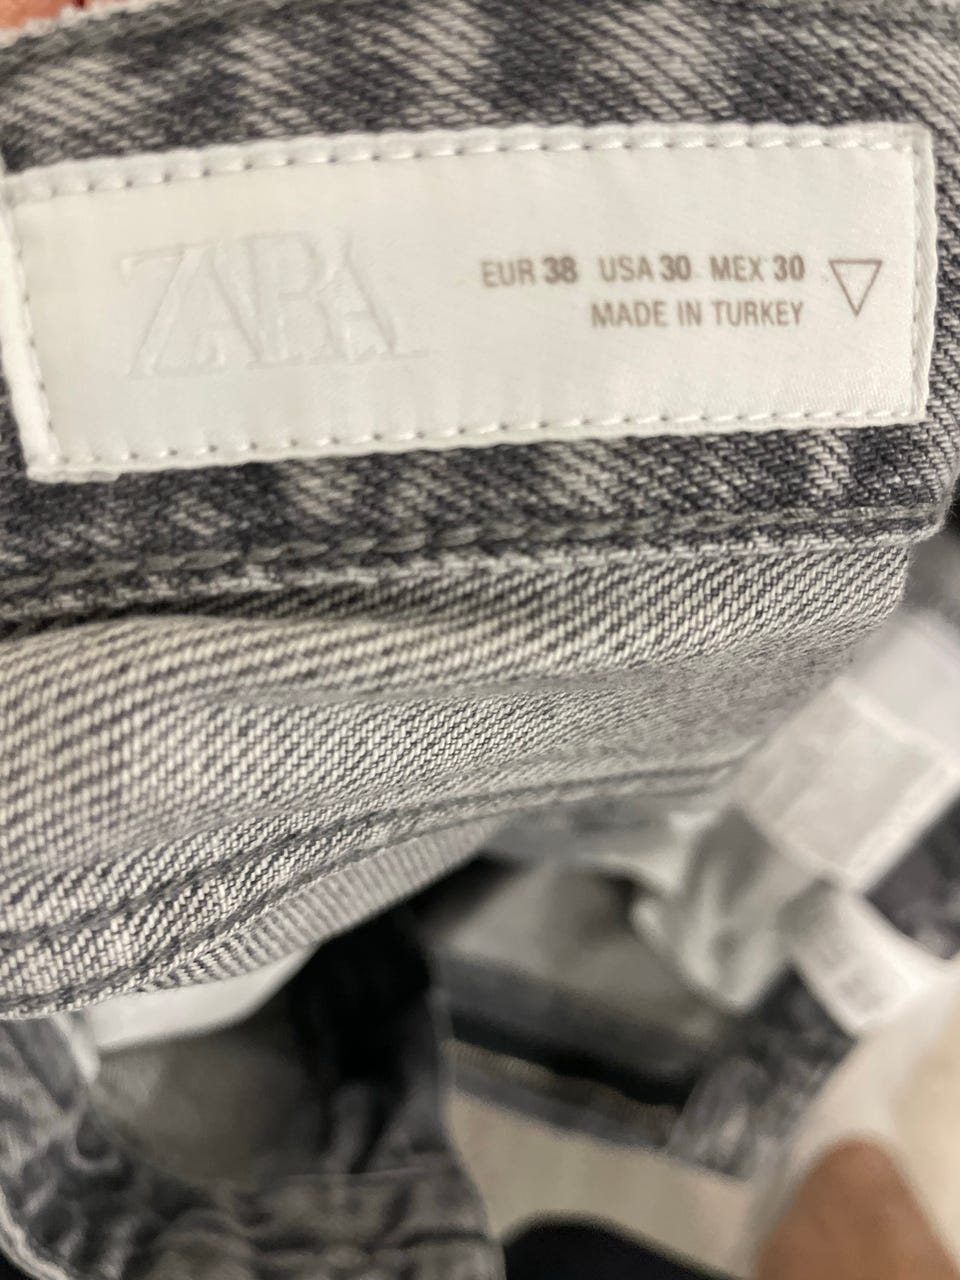 ZARA
EUR 38 USA 30 MEX 30
MADE IN TURKEY